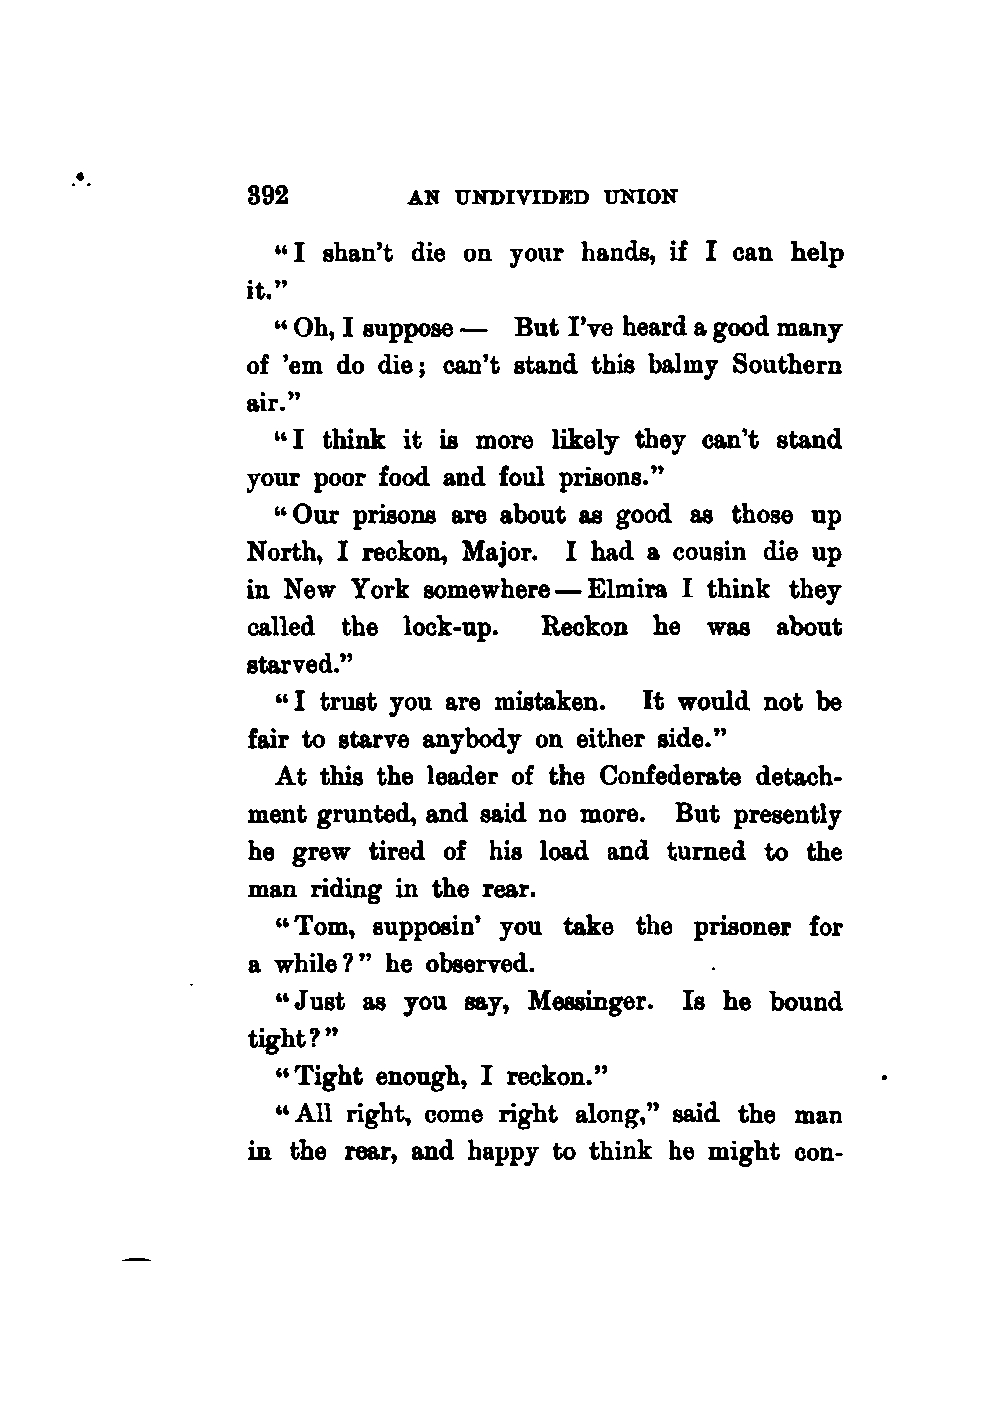 392 AN UNDIVIDED UNION
"I shan't die on your hands, if I can help
it."
"Oh, I suppose — But I've heard a good many
of 'em do die; can't stand this balmy Southern
air."
"I think it is more likely they can't stand
your poor food and foul prisons."
"Our prisons are about as good as those up
North, I reckon, Major. I had a cousin die up
in New York somewhere — Elmira I think they
called the lock-up. Reckon he was about
starved."
"I trust you are mistaken. It would not be
fair to starve anybody on either side."
At this the leader of the Confederate detach-
ment grunted, and said no more. But presently
he grew tired of his load and turned to the
man riding in the rear.
"Tom, supposin' you take the prisoner for
a while?" he observed.
"Just as you say, Messinger. Is he bound
tight?"
"Tight enough, I reckon."
"All right, come right along," said the man
in the rear, and happy to think he might con-